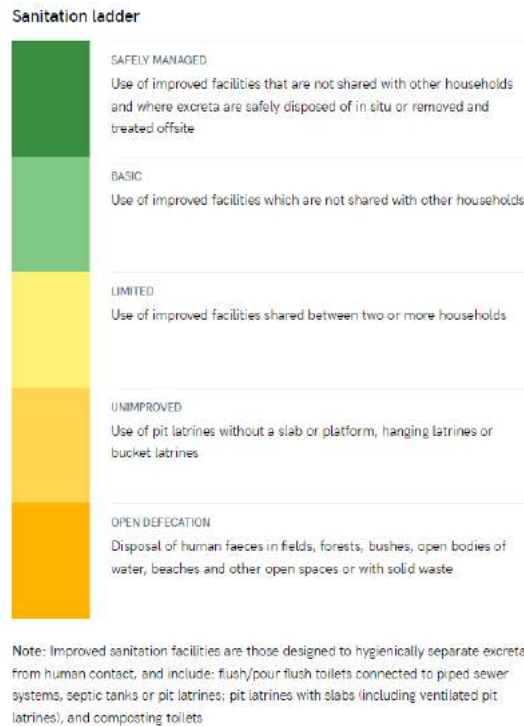 Sanitation ladder
SAFELY MANAGED
Use of improved facilities that are not shared with other households
and where excreta are safely disposed of in situ or removed and
treated offsite
BASIC
Use of improved facilities which are not shared with other households
LIMITED
Use of improved facilities shared between two or more households
UNIMPROVED
Use of pit latrines without a slab or platform, hanging latrines or
bucket latrines
OPEN DEFECATION
Disposal of human faeces in fields, forests, bushes, open bodies of
water, beaches and other open spaces or with solid waste
Note: Improved sanitation facilities are those designed to hygienically separate excreta
from human contact, and include: flush/pour flush toilets connected to piped sewer
systems, septic tanks or pit latrines; pit latrines with slabs (including ventilated pit
latrines), and composting toilets